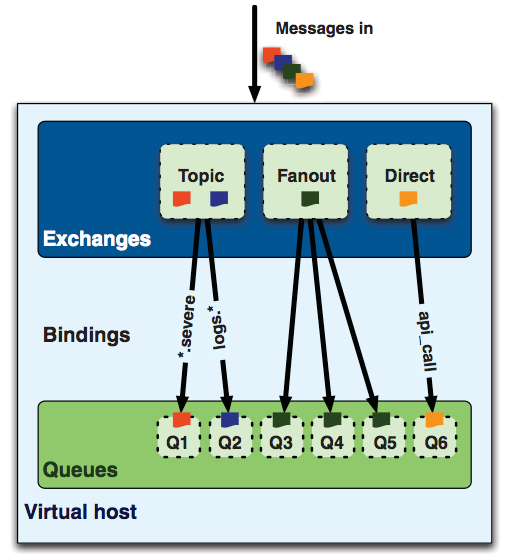 Messages in
Topic
Fanout
Direct
Exchanges
*.severe
logs.*
api_call
Bindings
Q1
Q2
Q3
Q4
Q5
Q6
Queues
Virtual host